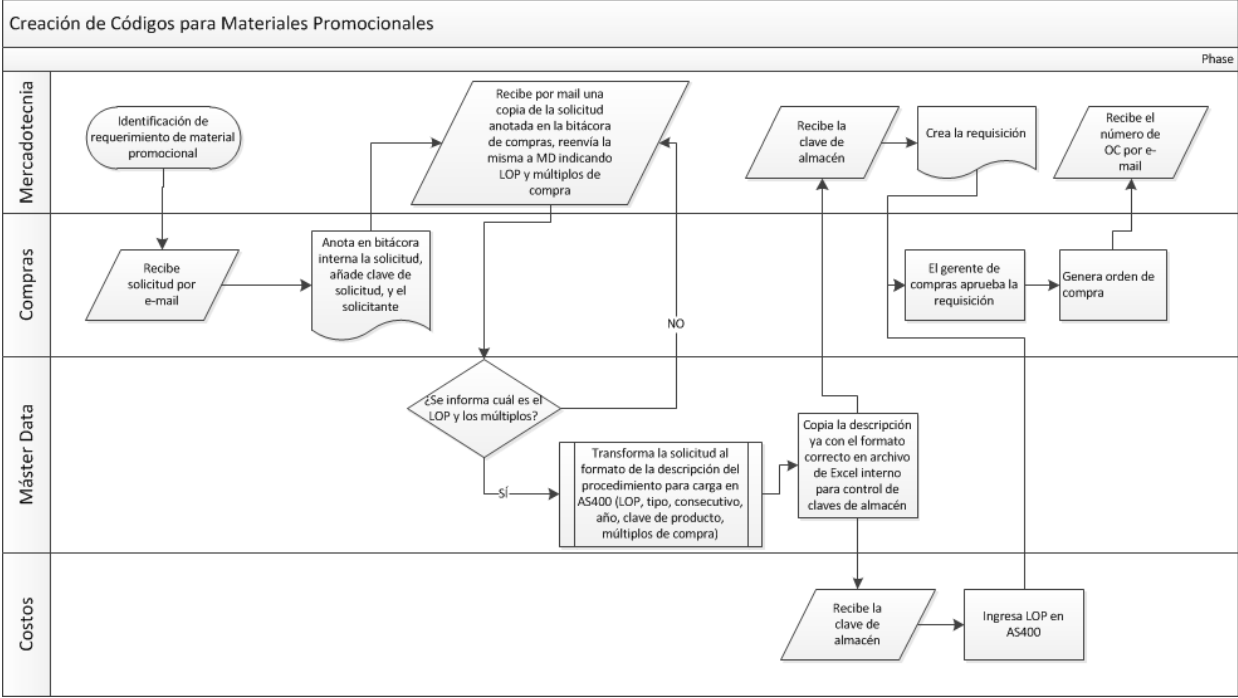 Creación de Códigos para Materiales Promocionales
Phase
Mercadotecnia
Identificación de
requerimiento de material
promocional
Recibe por mail una
copia de la solicitud
anotada en la bitácora
de compras, reenvía la
misma a MD indicando
LOP y múltiplos de
compra
Recibe la
clave de
almacén
Crea la requisición
Recibe el
número de
OC por e-
mail
Compras
Recibe
solicitud por
e-mail
Anota en bitácora
interna la solicitud,
añade clave de
solicitud, y el
solicitante
El gerente de
compras aprueba la
requisición
Genera orden de
compra
NO
Máster Data
¿Se informa cuál es el
LOP y los múltiplos?
SÍ
Transforma la solicitud al
formato de la descripción del
procedimiento para carga en
AS400 (LOP, tipo, consecutivo,
año, clave de producto,
múltiplos de compra)
Copia la descripción
ya con el formato
correcto en archivo
de Excel interno
para control de
claves de almacén
Costos
Recibe la
clave de
almacén
Ingresa LOP en
AS400